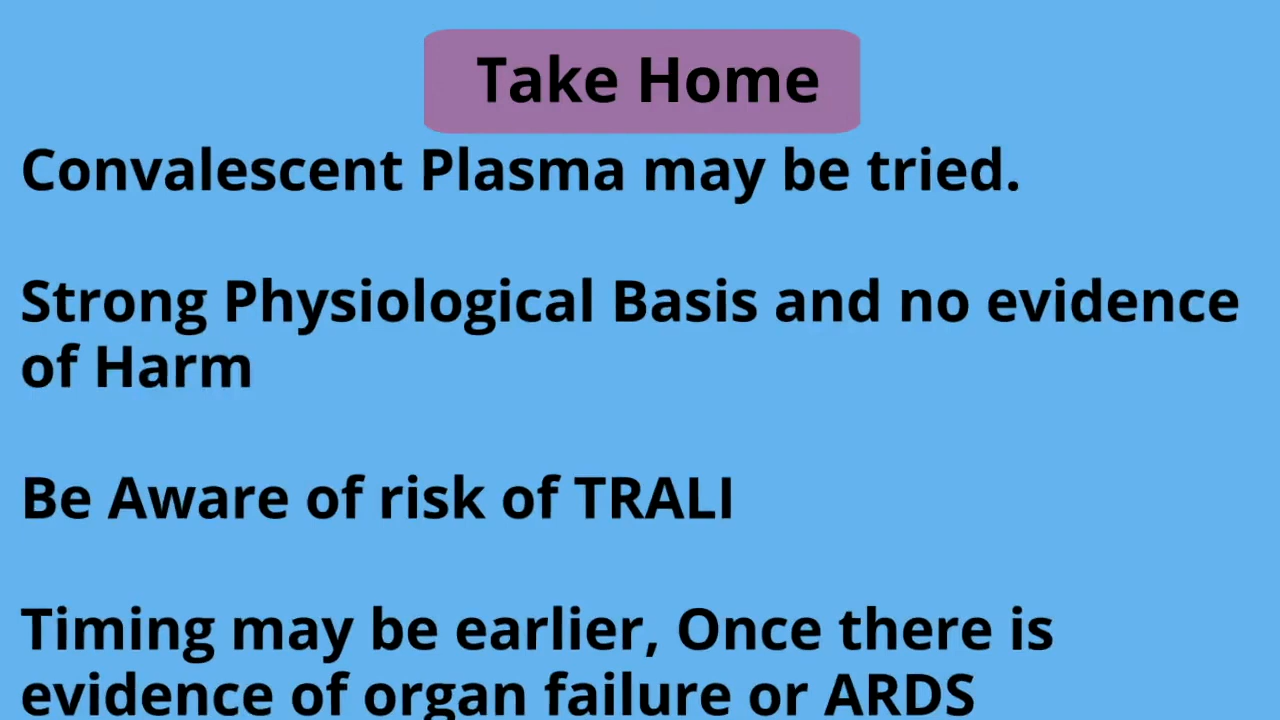 Take Home
Convalescent Plasma may be tried.
Strong Physiological Basis and no evidence
of Harm
Be Aware of risk of TRALI
Timing may be earlier, Once there is
evidence of organ failure or ARDS